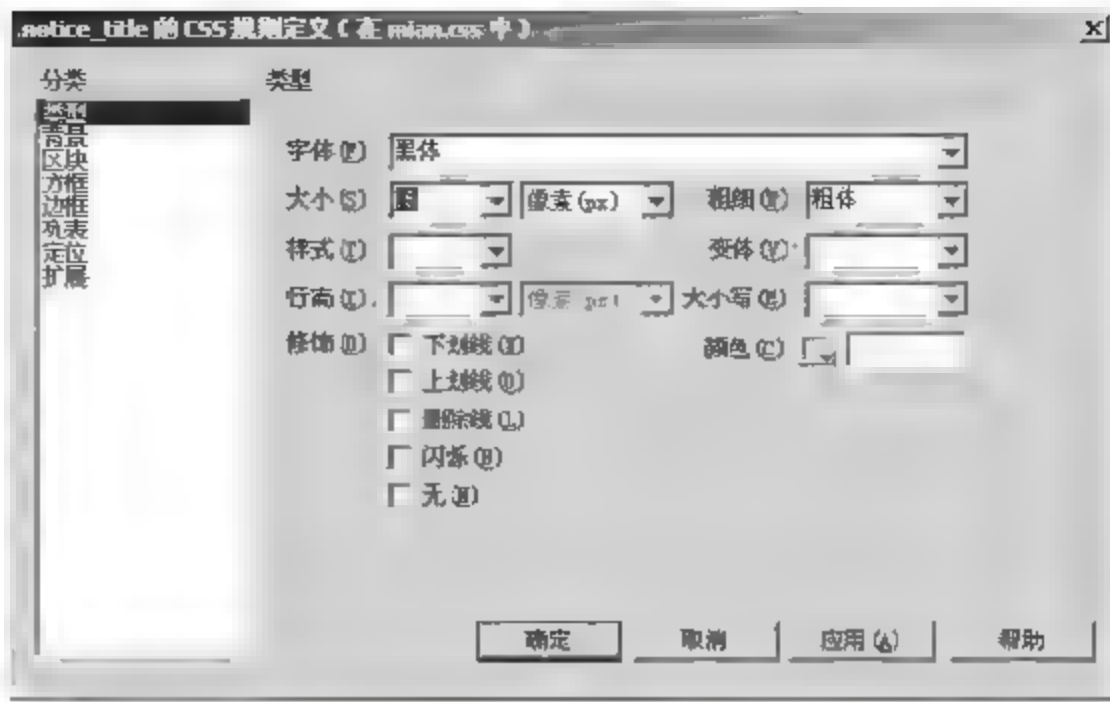 .notice_title 的 CSS 规则定义（在 mian.css 中）
分类
类型
类型
背景
区块
方框
边框
列表
定位
扩展
字体(F) 黑体
大小(S) 像素(px) 粗细(W) 粗体
样式(T) 变体(V)
行高(I) 像素(px) 大小写(R)
修饰(D) 下划线(U) 颜色(C)
上划线(O)
删除线(L)
闪烁(B)
无(N)
确定 取消 应用(A) 帮助